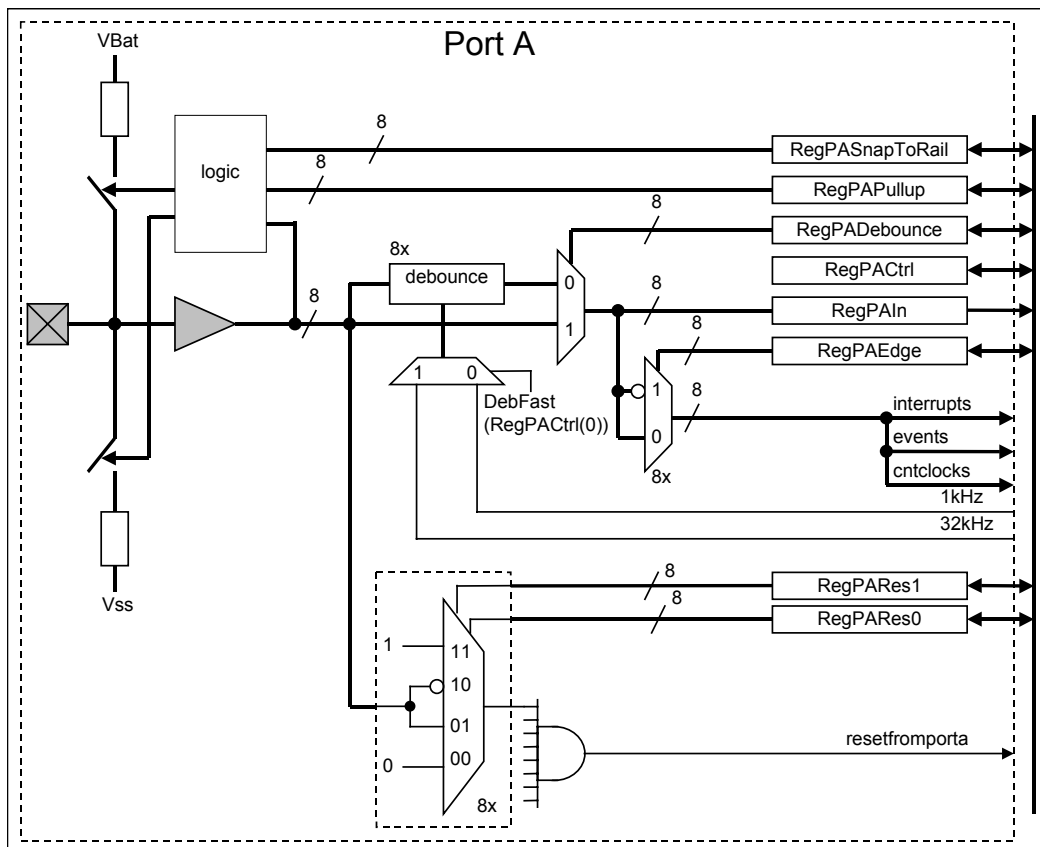 Port A
VBat
8
RegPASnapToRail
logic
8
RegPAPullup
8
RegPADebounce
8x
debounce
0
RegPACtrl
8
8
RegPAIn
1
8
RegPAEdge
1
0
DebFast
(RegPACtrl(0))
1
8
interrupts
0
events
8x
cntclocks
1kHz
32kHz
Vss
8
RegPARes1
8
RegPARes0
1
11
10
01
00
0
resetfromporta
8x